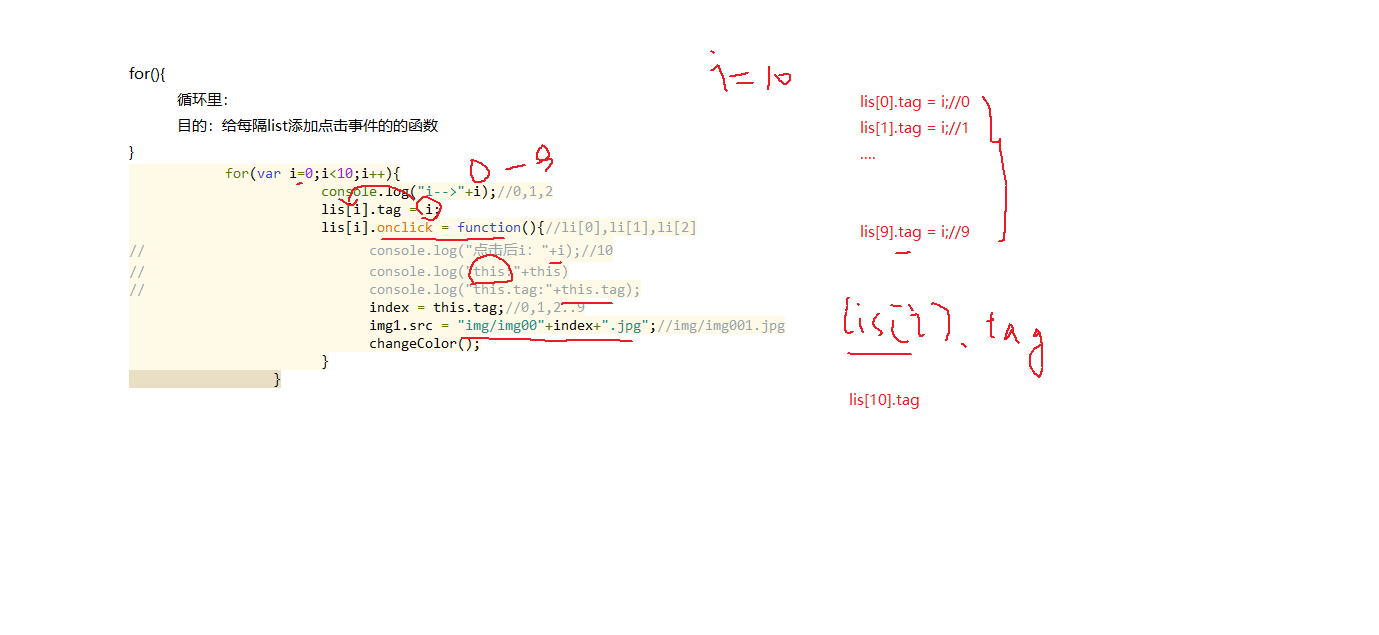 for(){
循环里：
目的：给每隔list添加点击事件的的函数
}
for(var i=0;i<10;i++){
console.log("i-->"+i);//0,1,2
lis[i].tag = i;
lis[i].onclick = function(){//li[0],li[1],li[2]
// console.log("点击后i: "+i);//10
// console.log("this:"+this)
// console.log("this.tag:"+this.tag);
index = this.tag;//0,1,2..9
img1.src = "img/img00"+index+".jpg";//img/img001.jpg
changeColor();
}
}
i=10
0-9
lis[0].tag = i;//0
lis[1].tag = i;//1
....
lis[9].tag = i;//9
lis[i].tag
lis[10].tag